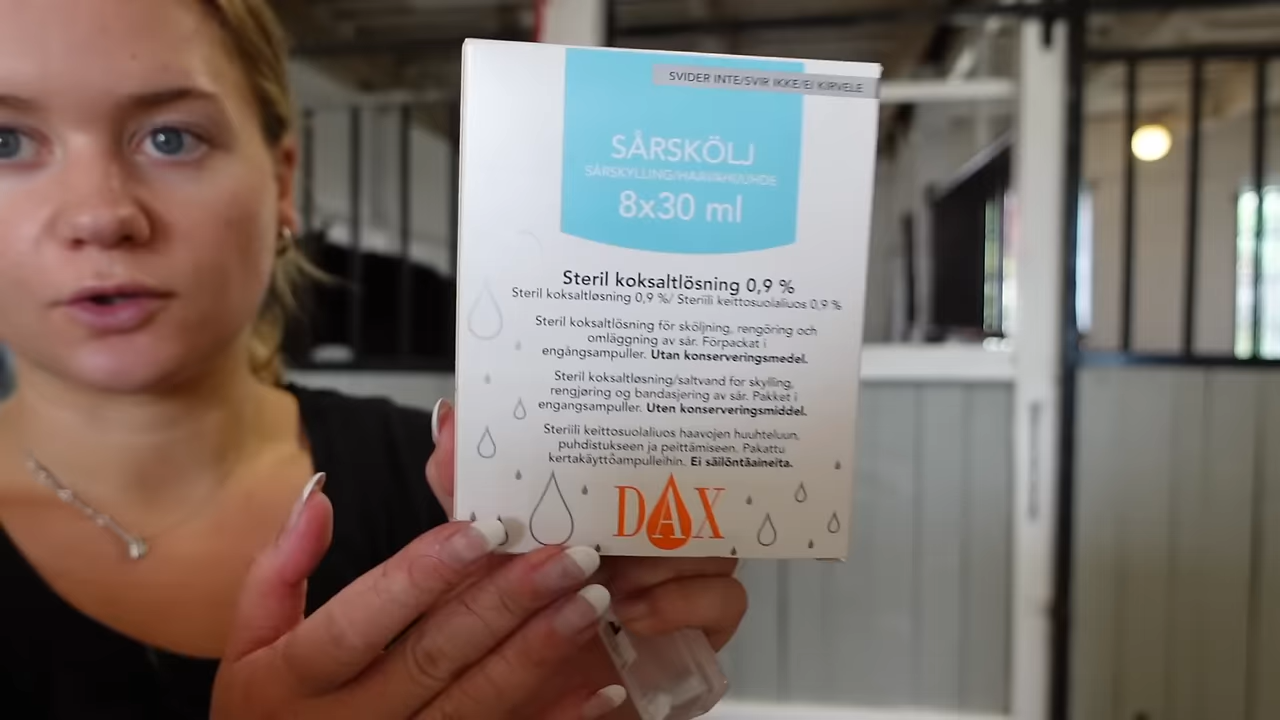 SVIDER INTE/SVIR IKKE/EI KIRVELE
SÅRSKÖLJ
SÅRSKYLLING/HAAVAHUUHDE
8x30 ml
Steril koksaltlösning 0,9 %
Steril koksaltløsning 0,9 %/ Steriili keittosuolaliuos 0,9 %
Steril koksaltlösning för sköljning, rengöring och
omläggning av sår. Förpackat i
engångsampuller. Utan konserveringsmedel.
Steril koksaltløsning/saltvand for skylling,
rengjøring og bandasjering av sår. Pakket i
engangsampuller. Uten konserveringsmiddel.
Steriili keittosuolaliuos haavojen huuhteluun,
puhdistukseen ja peittämiseen. Pakattu
kertakäyttöampulleihin. Ei säilöntäaineita.
DAX